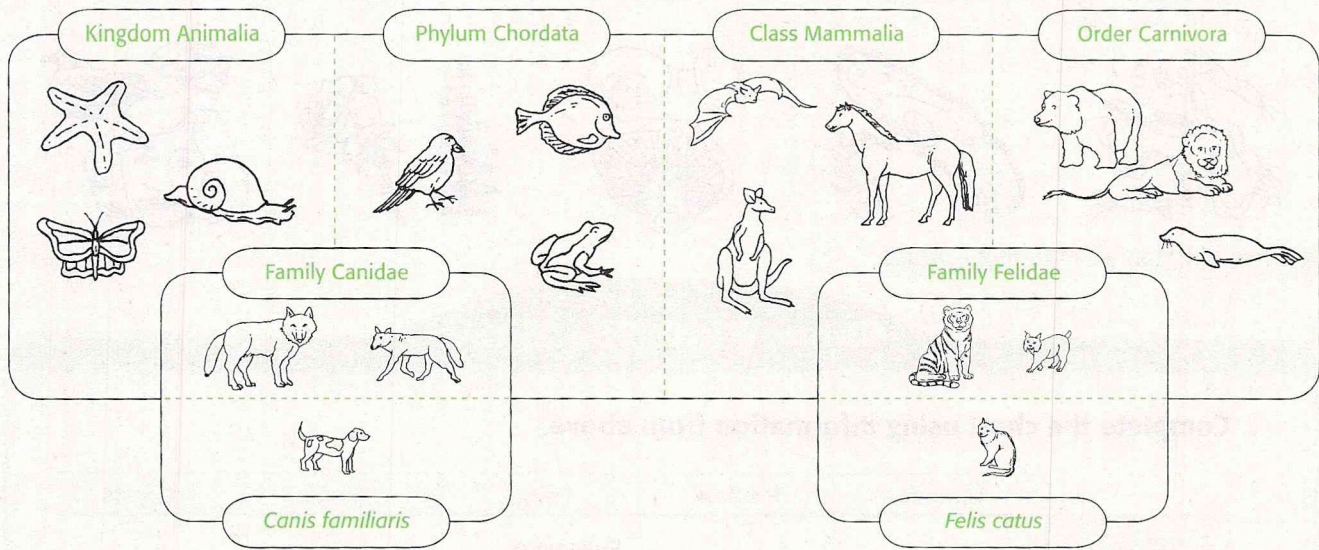 Kingdom Animalia
Phylum Chordata
Class Mammalia
Order Carnivora
Family Canidae
Family Felidae
Canis familiaris
Felis catus